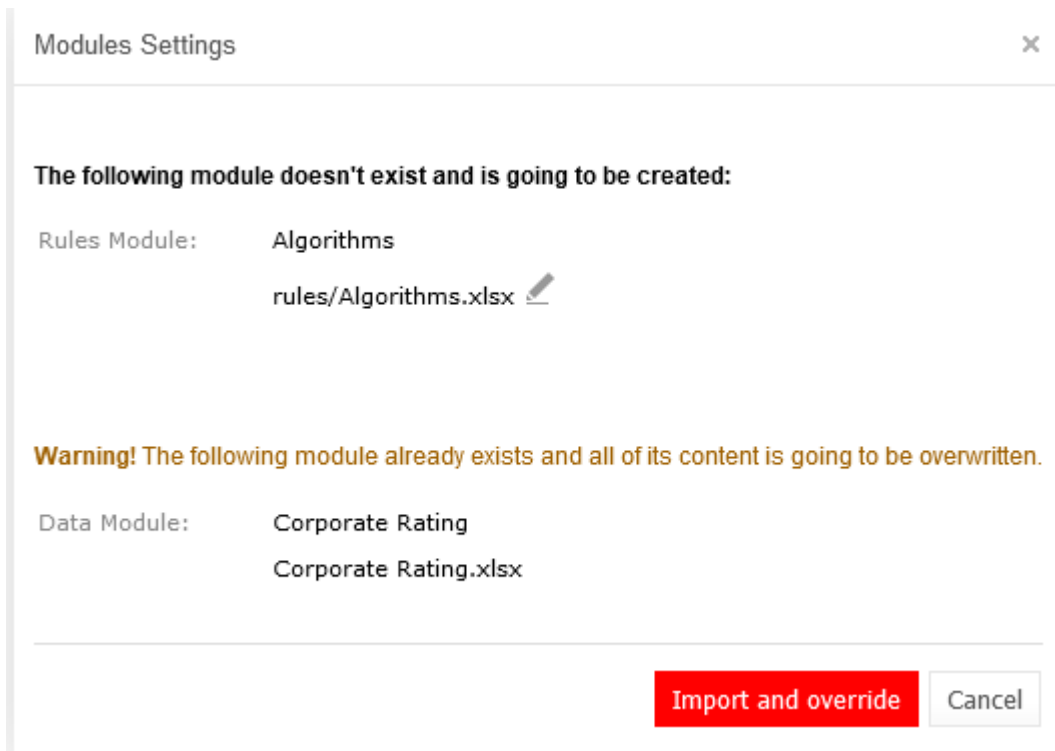 Modules Settings
The following module doesn't exist and is going to be created:
Rules Module: Algorithms
rules/Algorithms.xlsx
Warning! The following module already exists and all of its content is going to be overwritten.
Data Module: Corporate Rating
Corporate Rating.xlsx
Import and override Cancel